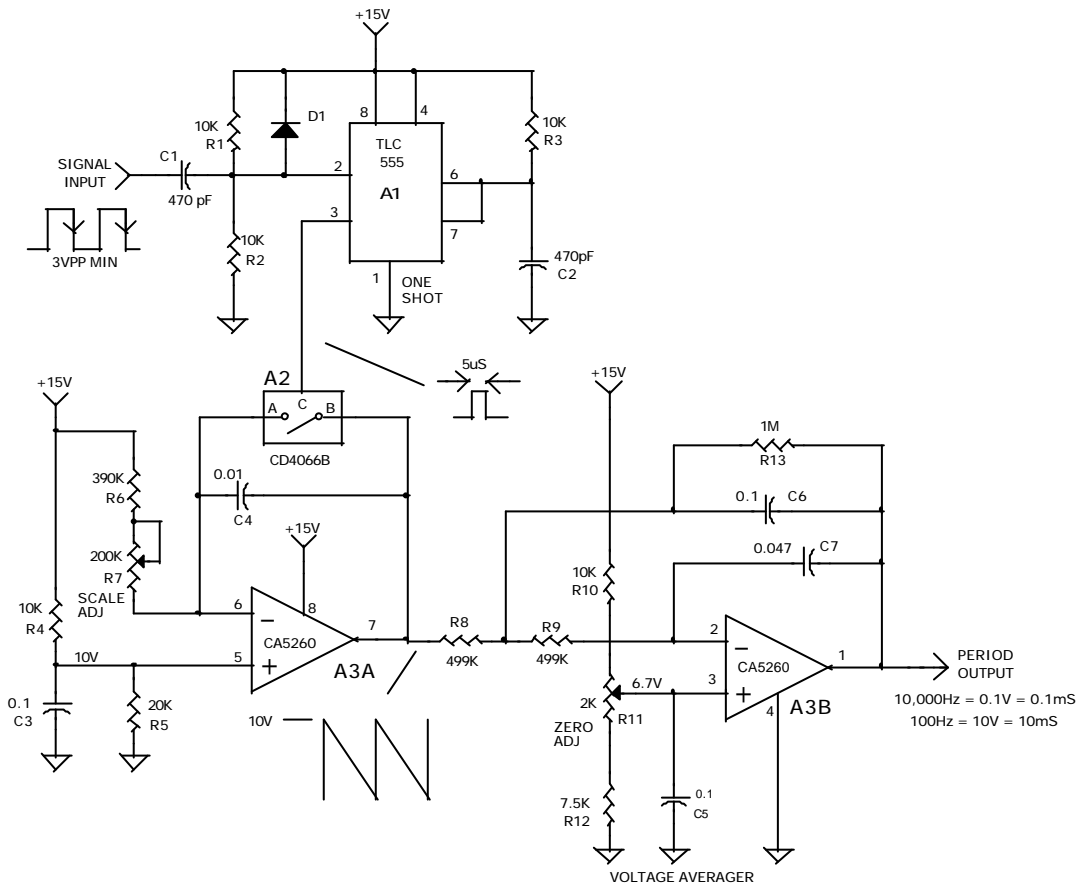 +15V
8
4
D1
10K
R1
TLC
555
10K
R3
C1
SIGNAL
INPUT
2
6
A1
470 pF
3
7
10K
R2
3VPP MIN
470pF
C2
1
ONE
SHOT
5uS
+15V
A2
+15V
C
A
B
CD4066B
1M
R13
390K
R6
0.01
C4
0.1
C6
+15V
0.047
C7
200K
R7
SCALE
ADJ
10K
R10
10K
R4
6
8
7
R8
R9
2
CA5260
499K
499K
CA5260
1
PERIOD
OUTPUT
10V
5
A3A
6.7V
3
A3B
10,000Hz = 0.1V = 0.1mS
100Hz = 10V = 10mS
0.1
C3
20K
R5
10V
2K
R11
ZERO
ADJ
4
7.5K
R12
0.1
C5
VOLTAGE AVERAGER